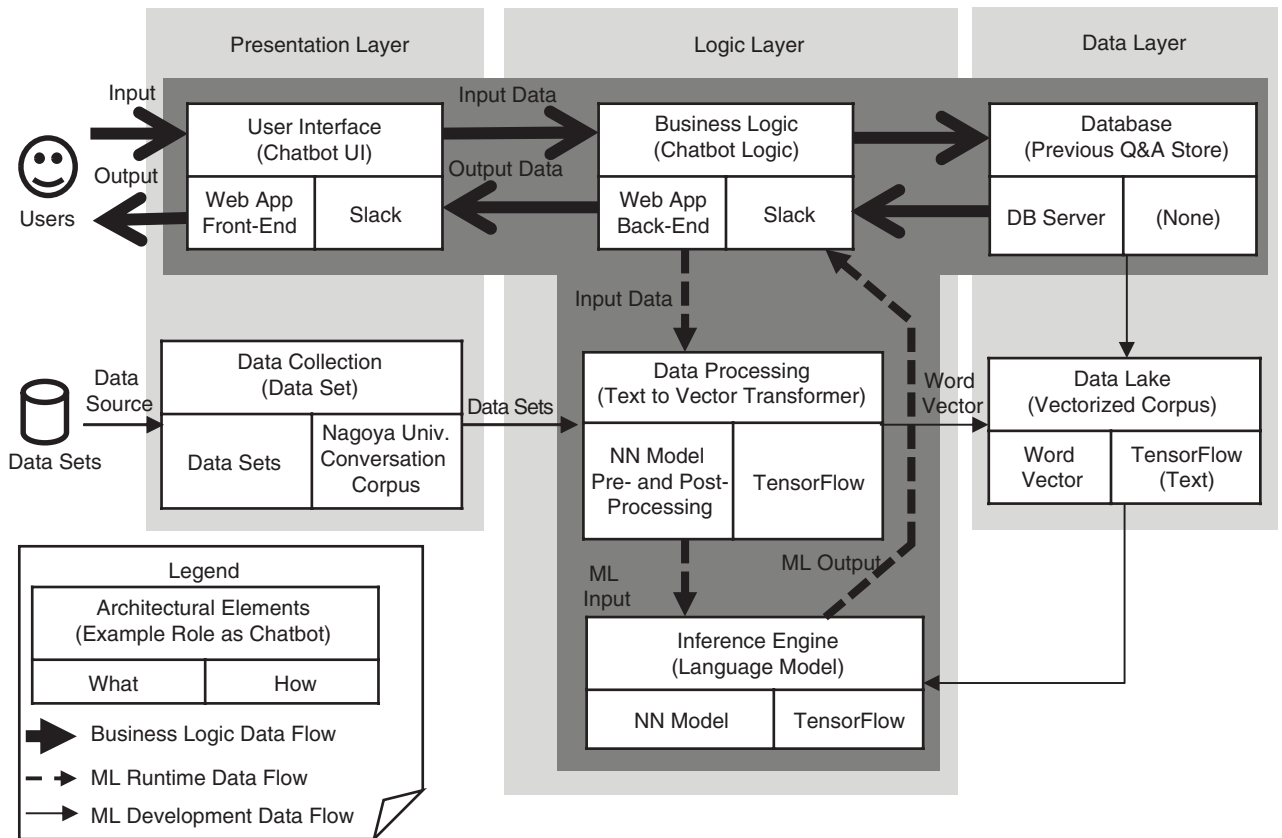 Presentation Layer
Logic Layer
Data Layer
Input
Output
Users
User Interface
(Chatbot UI)
Web App
Front-End
Slack
Input Data
Output Data
Business Logic
(Chatbot Logic)
Web App
Back-End
Slack
Database
(Previous Q&A Store)
DB Server
(None)
Input Data
Data Sets
Data
Source
Data Collection
(Data Set)
Data Sets
Nagoya Univ.
Conversation
Corpus
Data Sets
Data Processing
(Text to Vector Transformer)
NN Model
Pre- and Post-
Processing
TensorFlow
Word
Vector
Data Lake
(Vectorized Corpus)
Word
Vector
TensorFlow
(Text)
ML
Input
ML Output
Inference Engine
(Language Model)
NN Model
TensorFlow
Legend
Architectural Elements
(Example Role as Chatbot)
What
How
Business Logic Data Flow
ML Runtime Data Flow
ML Development Data Flow